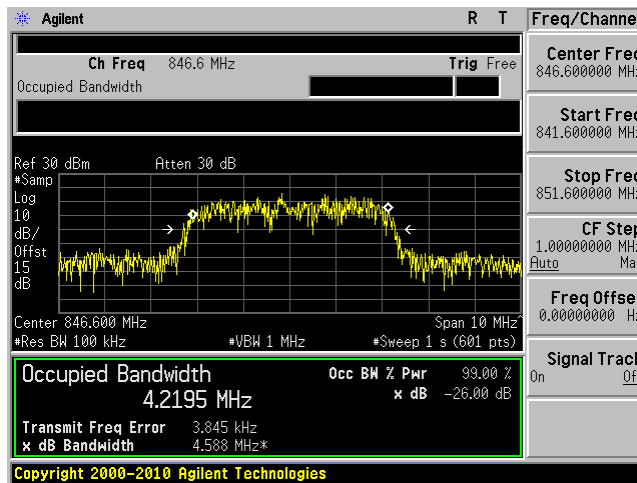 Agilent R T Freq/Channe
Ch Freq 846.6 MHz Trig Free
Occupied Bandwidth
Center Freq
846.600000 MHz
Start Freq
841.600000 MHz
Stop Freq
851.600000 MHz
CF Step
1.00000000 MHz
Auto Ma
Freq Offse
0.00000000 Hz
Signal Track
On Of
Ref 30 dBm Atten 30 dB
#Samp
Log
10
dB/
Offst
15
dB
Center 846.600 MHz Span 10 MHz^
#Res BW 100 kHz #VBW 1 MHz #Sweep 1 s (601 pts)
Occupied Bandwidth Occ BW % Pwr 99.00 %
4.2195 MHz x dB -26.00 dB
Transmit Freq Error 3.845 kHz
x dB Bandwidth 4.588 MHz*
Copyright 2000-2010 Agilent Technologies